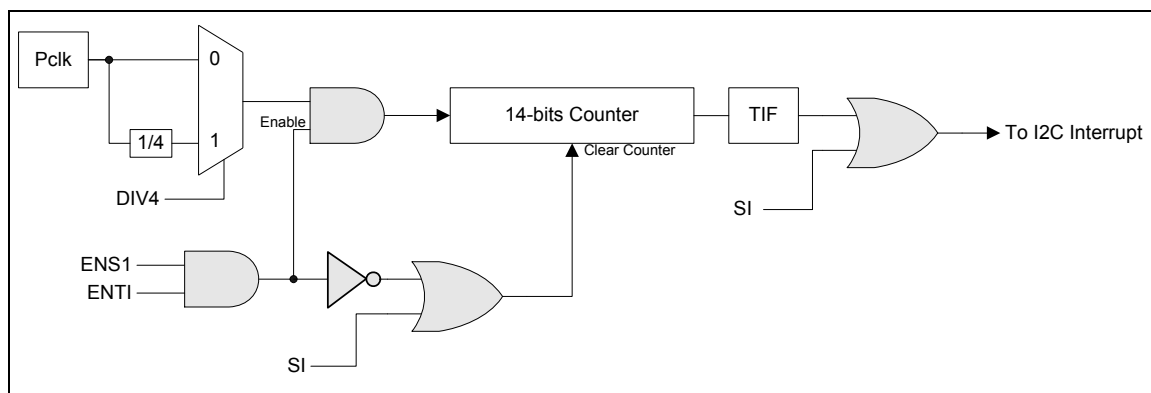 Pclk
0
1/4
1
DIV4
Enable
14-bits Counter
Clear Counter
TIF
SI
To I2C Interrupt
ENS1
ENTI
SI